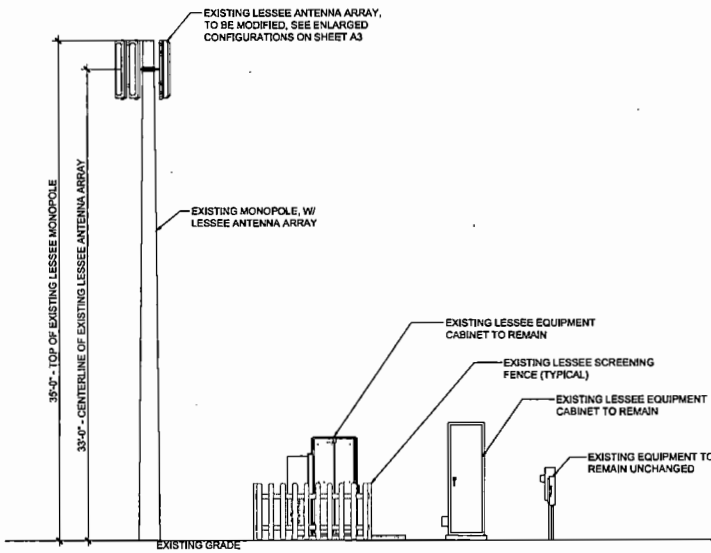 EXISTING LESSEE ANTENNA ARRAY,
TO BE MODIFIED, SEE ENLARGED
CONFIGURATIONS ON SHEET A3
35'-0" - TOP OF EXISTING LESSEE MONOPOLE
33'-0" - CENTERLINE OF EXISTING LESSEE ANTENNA ARRAY
EXISTING MONOPOLE, W/
LESSEE ANTENNA ARRAY
EXISTING LESSEE EQUIPMENT
CABINET TO REMAIN
EXISTING LESSEE SCREENING
FENCE (TYPICAL)
EXISTING LESSEE EQUIPMENT
CABINET TO REMAIN
EXISTING EQUIPMENT TO
REMAIN UNCHANGED
EXISTING GRADE